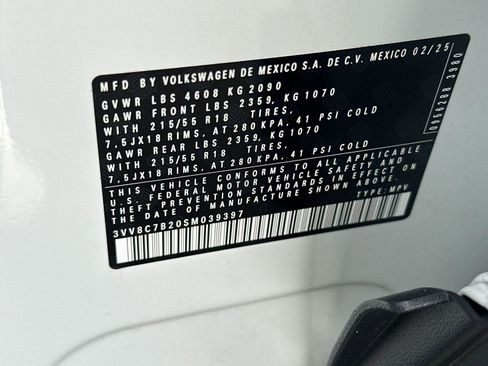 MFD BY VOLKSWAGEN DE MEXICO S.A. DE C.V. MEXICO 02/25
GVWR LBS 4608 KG 2090
GAWR FRONT LBS 2359, KG 1070
WITH 215/55 R18 TIRES,
7.5JX18 RIMS, AT 280 KPA, 41 PSI COLD
GAWR REAR LBS 2359, KG 1070
WITH 215/55 R18 TIRES,
7.5JX18 RIMS, AT 280 KPA, 41 PSI COLD
THIS VEHICLE CONFORMS TO ALL APPLICABLE
U.S. FEDERAL MOTOR VEHICLE SAFETY AND
THEFT PREVENTION STANDARDS IN EFFECT ON
THE DATE OF MANUFACTURE SHOWN ABOVE.
3VV8C7B20SM039397 TYPE: MPV
0956288 3980